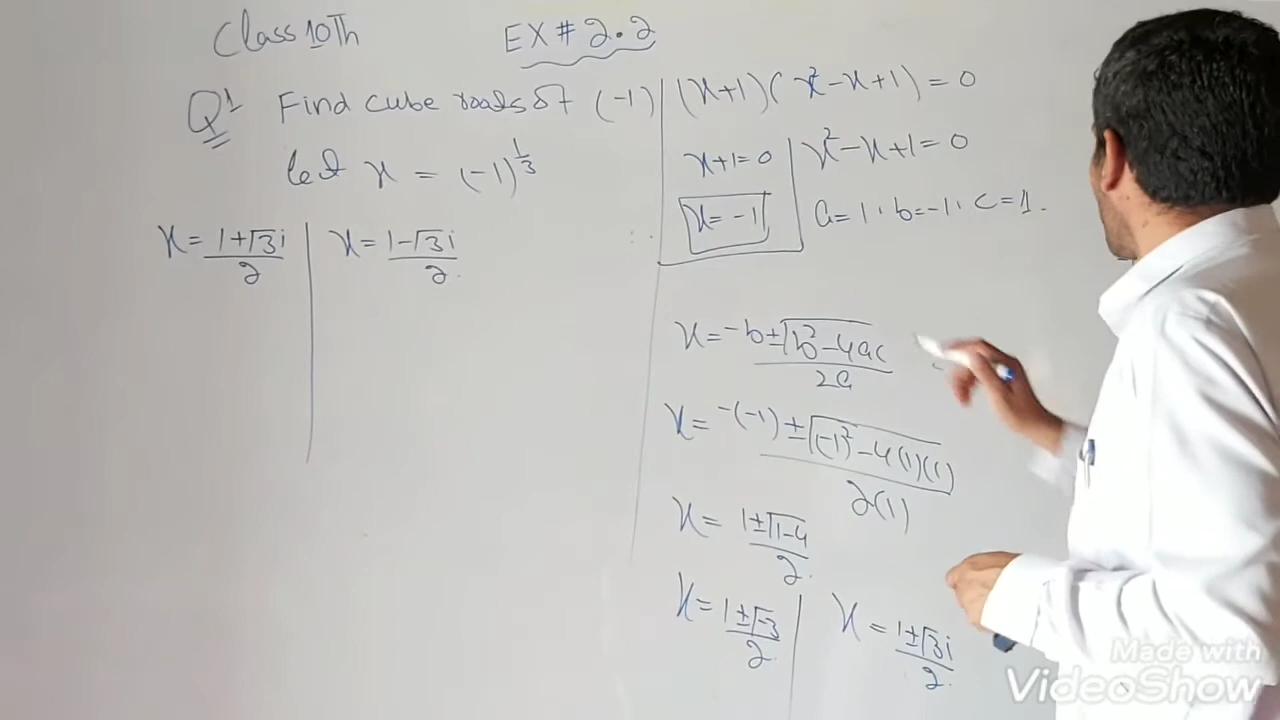 Class 10Th
EX # 2.2
Q1 Find cube roots of (-1)
let x = (-1)^{1/3}
x = (1+√3i)/2 | x = (1-√3i)/2
(x+1)(x²-x+1) = 0
x+1=0 | x²-x+1=0
x=-1
a=1, b=-1, c=1.
∴
x = (-b±√(b²-4ac))/2a
x = (-(-1)±√((-1)²-4(1)(1)))/2(1)
x = (1±√(1-4))/2.
x = (1±√-3)/2. | x = (1±√3i)/2.
Made with
VideoShow